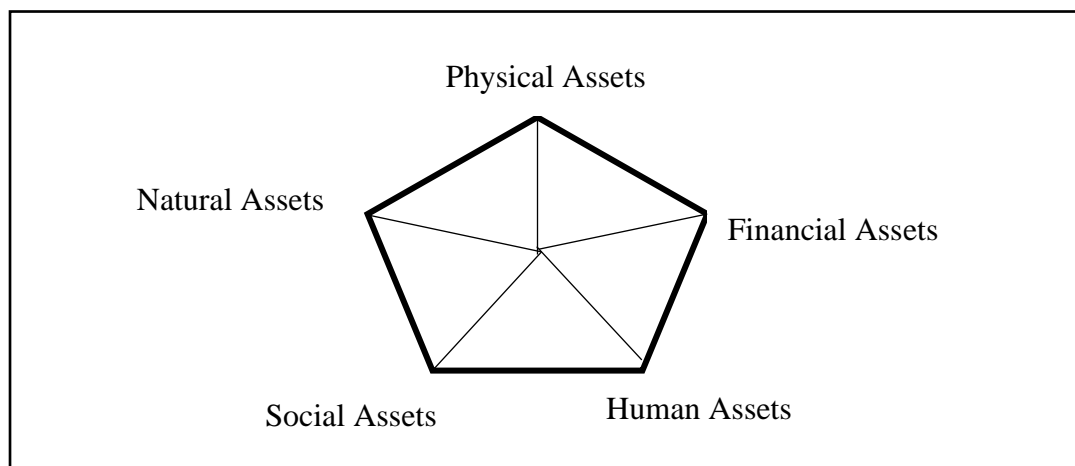 Physical Assets
Natural Assets
Financial Assets
Social Assets
Human Assets